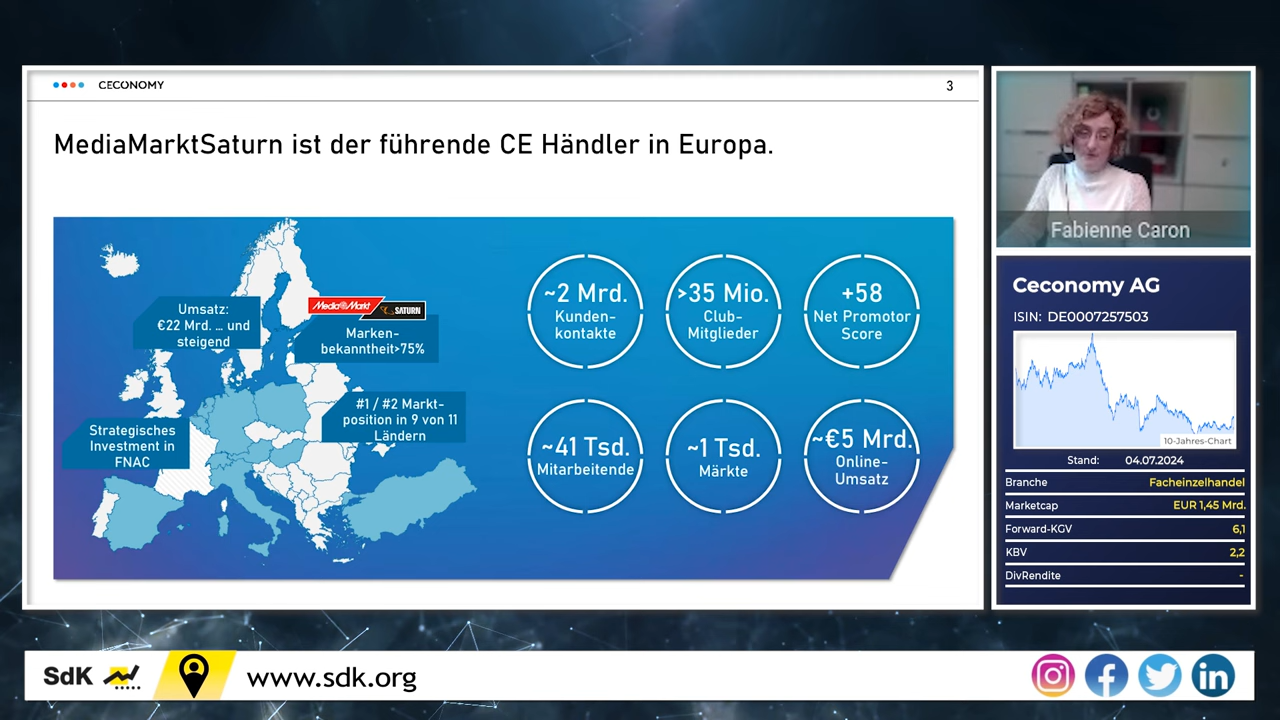 CECONOMY
3
MediaMarktSaturn ist der führende CE Händler in Europa.
Umsatz:
€22 Mrd. … und
steigend
Media Markt
SATURN
Marken-
bekanntheit>75%
#1 / #2 Markt-
position in 9 von 11
Ländern
Strategisches
Investment in
FNAC
~2 Mrd.
Kunden-
kontakte
>35 Mio.
Club-
Mitglieder
+58
Net Promotor
Score
~41 Tsd.
Mitarbeitende
~1 Tsd.
Märkte
~€5 Mrd.
Online-
Umsatz
Fabienne Caron
Ceconomy AG
ISIN: DE0007257503
10-Jahres-Chart
Stand: 04.07.2024
Branche Facheinzelhandel
Marketcap EUR 1,45 Mrd.
Forward-KGV 6,1
KBV 2,2
DivRendite -
SdK
www.sdk.org
in